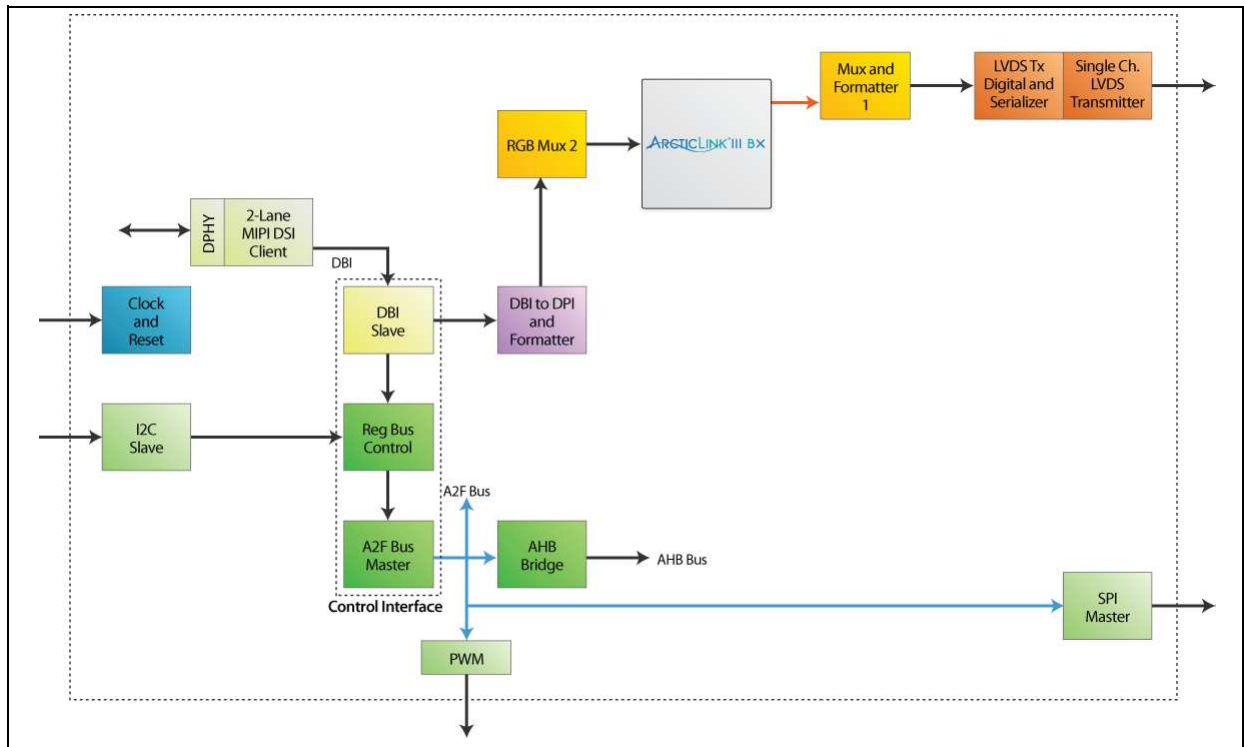 Mux and
Formatter
1
LVDS Tx
Digital and
Serializer
Single Ch.
LVDS
Transmitter
RGB Mux 2
ARCTICLINK III BX
DPHY
2-Lane
MIPI DSI
Client
DBI
Clock
and
Reset
DBI
Slave
DBI to DPI
and
Formatter
I2C
Slave
Reg Bus
Control
A2F Bus
A2F Bus
Master
AHB
Bridge
AHB Bus
Control Interface
SPI
Master
PWM